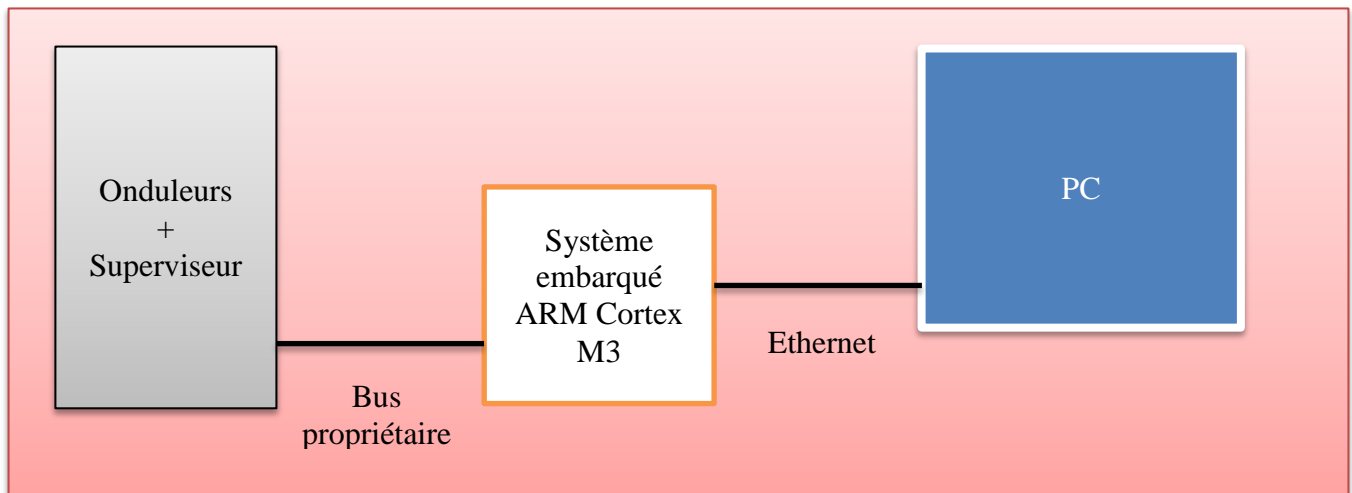 Onduleurs
+
Superviseur
Bus
propriétaire
Système
embarqué
ARM Cortex
M3
Ethernet
PC